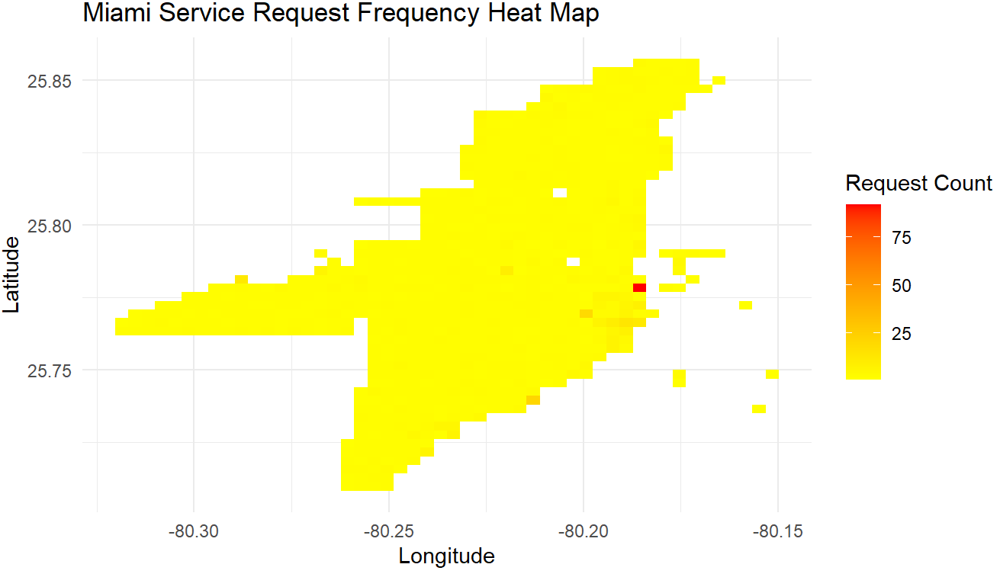 Miami Service Request Frequency Heat Map
25.85
25.80
25.75
Latitude
-80.30
-80.25
-80.20
-80.15
Longitude
Request Count
75
50
25